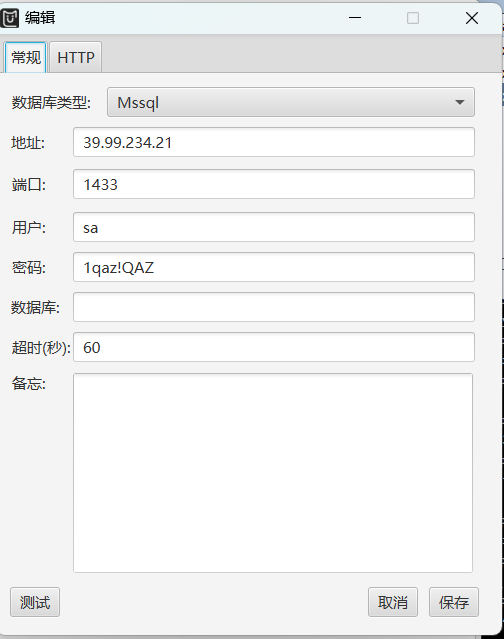 编辑
常规 HTTP
数据库类型: Mssql
地址: 39.99.234.21
端口: 1433
用户: sa
密码: 1qaz!QAZ
数据库:
超时(秒): 60
备忘:
测试 取消 保存